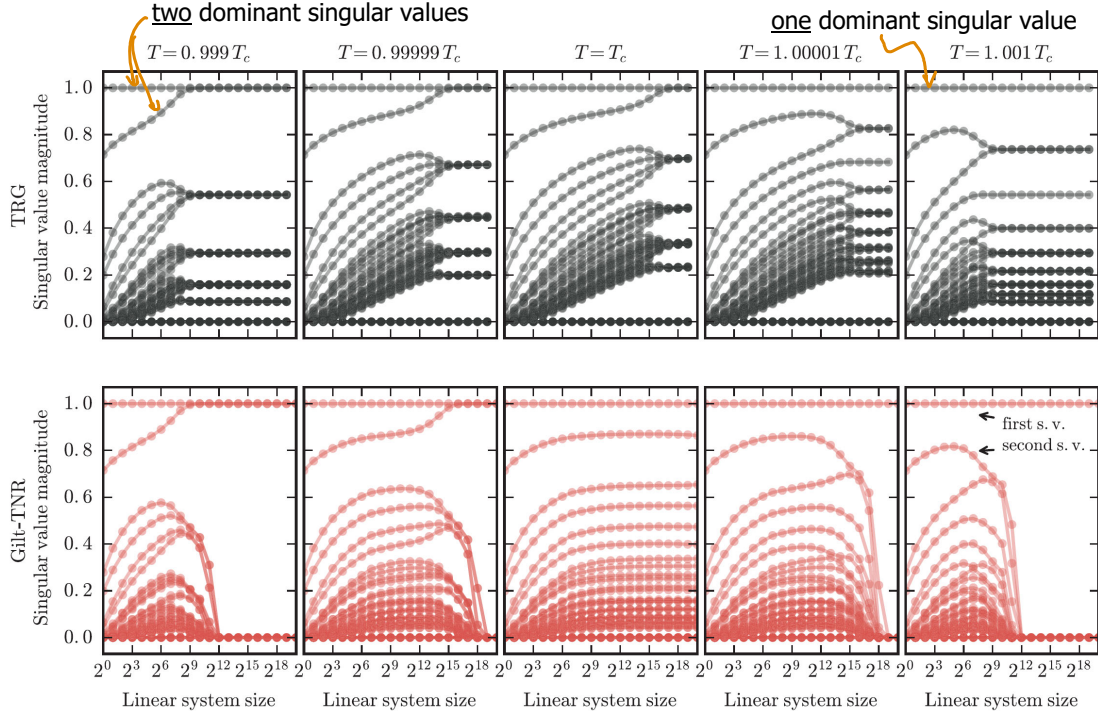 two dominant singular values
one dominant singular value
T = 0.999 T_c
T = 0.99999 T_c
T = T_c
T = 1.00001 T_c
T = 1.001 T_c
TRG
Singular value magnitude
1.0
0.8
0.6
0.4
0.2
0.0
Gilt-TNR
Singular value magnitude
1.0
0.8
0.6
0.4
0.2
0.0
first s. v.
second s. v.
2^0 2^3 2^6 2^9 2^12 2^15 2^18
2^0 2^3 2^6 2^9 2^12 2^15 2^18
2^0 2^3 2^6 2^9 2^12 2^15 2^18
2^0 2^3 2^6 2^9 2^12 2^15 2^18
2^0 2^3 2^6 2^9 2^12 2^15 2^18
Linear system size
Linear system size
Linear system size
Linear system size
Linear system size